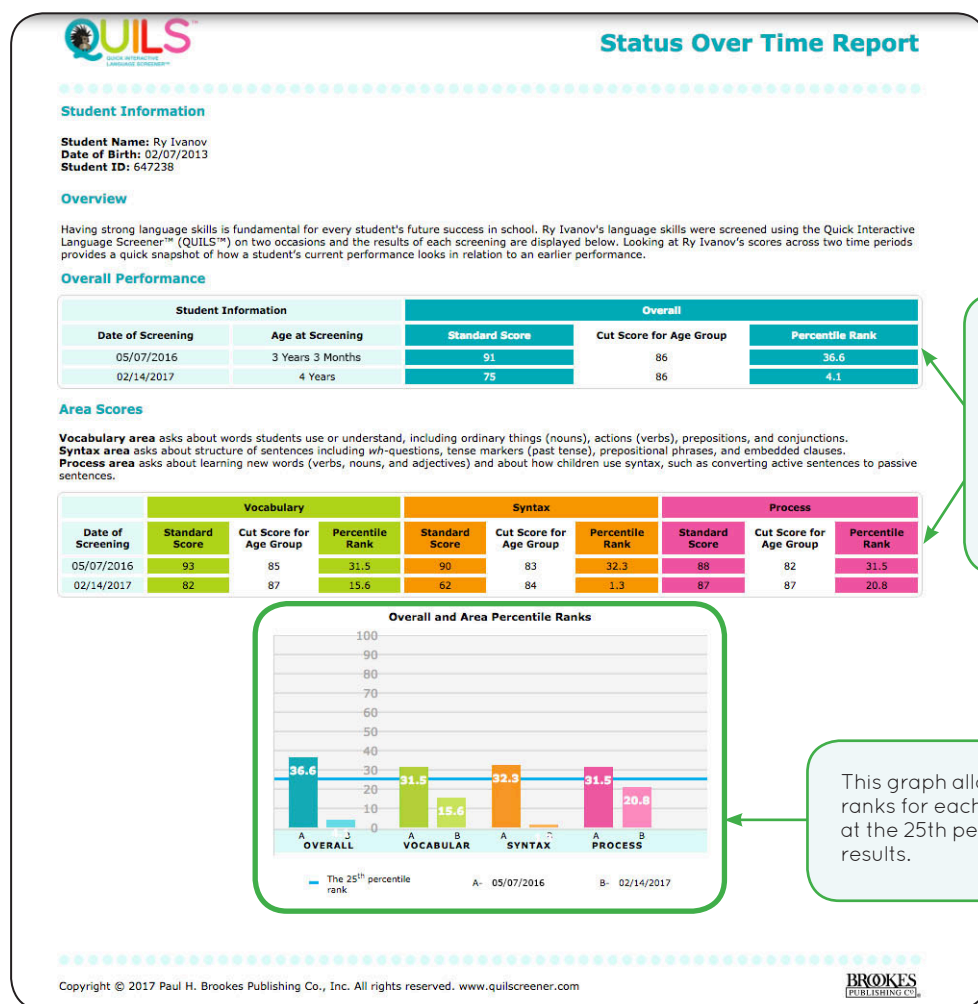 QUILS™
QUICK INTERACTIVE
LANGUAGE SCREENER™
Status Over Time Report
Student Information
Student Name: Ry Ivanov
Date of Birth: 02/07/2013
Student ID: 647238
Overview
Having strong language skills is fundamental for every student's future success in school. Ry Ivanov's language skills were screened using the Quick Interactive
Language Screener™ (QUILS™) on two occasions and the results of each screening are displayed below. Looking at Ry Ivanov's scores across two time periods
provides a quick snapshot of how a student's current performance looks in relation to an earlier performance.
Overall Performance
Student Information Overall
Date of Screening Age at Screening Standard Score Cut Score for Age Group Percentile Rank
05/07/2016 3 Years 3 Months 91 86 36.6
02/14/2017 4 Years 75 86 4.1
Area Scores
Vocabulary area asks about words students use or understand, including ordinary things (nouns), actions (verbs), prepositions, and conjunctions.
Syntax area asks about structure of sentences including wh-questions, tense markers (past tense), prepositional phrases, and embedded clauses.
Process area asks about learning new words (verbs, nouns, and adjectives) and about how children use syntax, such as converting active sentences to passive
sentences.
Vocabulary Syntax Process
Date of Screening Standard Score Cut Score for Age Group Percentile Rank Standard Score Cut Score for Age Group Percentile Rank Standard Score Cut Score for Age Group Percentile Rank
05/07/2016 93 85 31.5 90 83 32.3 88 82 31.5
02/14/2017 82 87 15.6 62 84 1.3 87 87 20.8
Overall and Area Percentile Ranks
100
90
80
70
60
50
40
30
20
10
0
36.6 31.5 15.6 32.3 31.5 20.8
A B A B A B A B
OVERALL VOCABULAR SYNTAX PROCESS
The 25th percentile
rank
A- 05/07/2016 B- 02/14/2017
This graph all
ranks for each
at the 25th pe
results.
Copyright © 2017 Paul H. Brookes Publishing Co., Inc. All rights reserved. www.quilscreener.com
BROOKES
PUBLISHING CO.